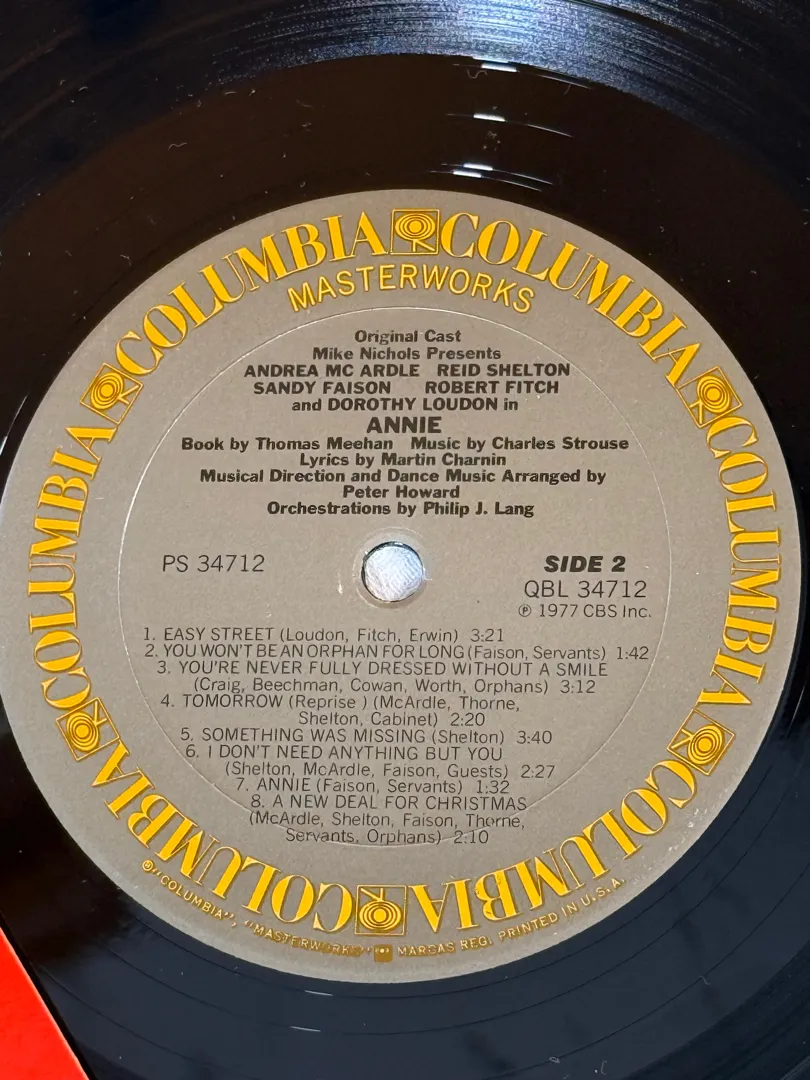 COLUMBIA COLUMBIA COLUMBIA COLUMBIA COLUMBIA COLUMBIA
MASTERWORKS
Original Cast
Mike Nichols Presents
ANDREA MC ARDLE REID SHELTON
SANDY FAISON ROBERT FITCH
and DOROTHY LOUDON in
ANNIE
Book by Thomas Meehan Music by Charles Strouse
Lyrics by Martin Charnin
Musical Direction and Dance Music Arranged by
Peter Howard
Orchestrations by Philip J. Lang
PS 34712
SIDE 2
QBL 34712
℗ 1977 CBS Inc.
1. EASY STREET (Loudon, Fitch, Erwin) 3:21
2. YOU WON'T BE AN ORPHAN FOR LONG (Faison, Servants) 1:42
3. YOU'RE NEVER FULLY DRESSED WITHOUT A SMILE
(Craig, Beechman, Cowan, Worth, Orphans) 3:12
4. TOMORROW (Reprise ) (McArdle, Thorne,
Shelton, Cabinet) 2:20
5. SOMETHING WAS MISSING (Shelton) 3:40
6. I DON'T NEED ANYTHING BUT YOU
(Shelton, McArdle, Faison, Guests) 2:27
7. ANNIE (Faison, Servants) 1:32
8. A NEW DEAL FOR CHRISTMAS
(McArdle, Shelton, Faison, Thorne,
Servants, Orphans) 2:10
COLUMBIA COLUMBIA
® "COLUMBIA", "MASTERWORKS" MARCAS REG. PRINTED IN U.S.A.